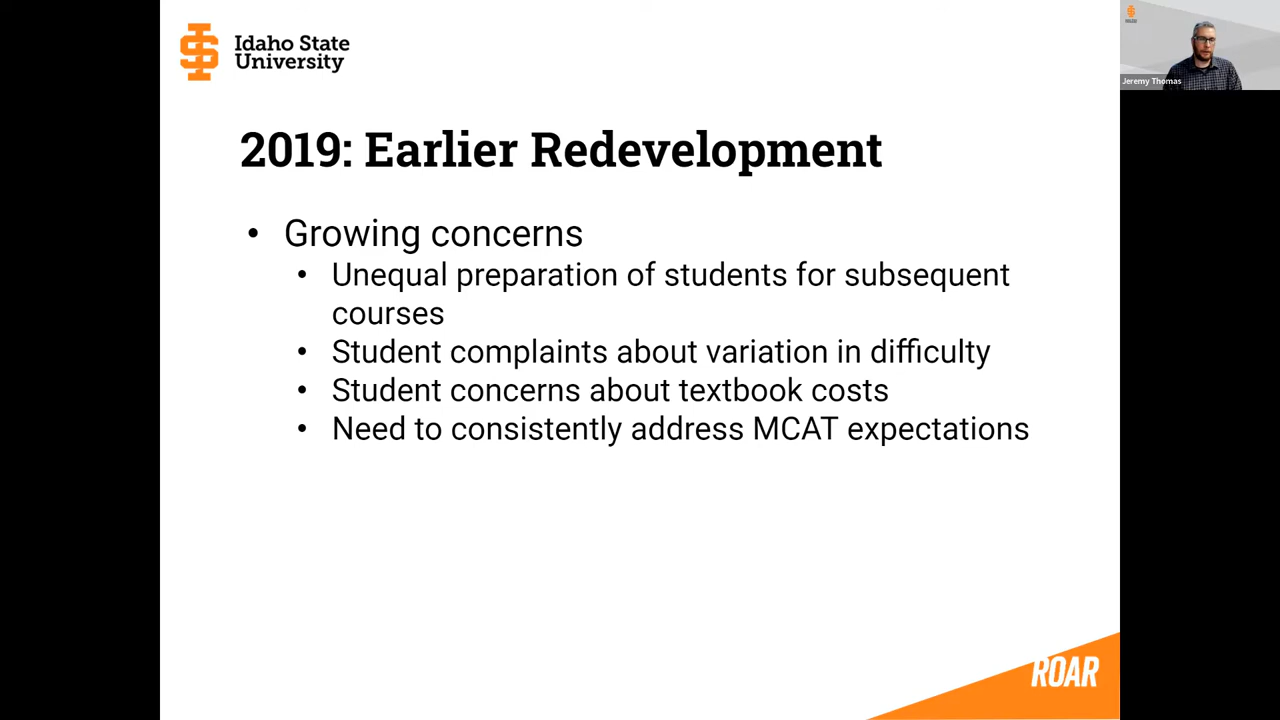 Idaho State
University
Jeremy Thomas
2019: Earlier Redevelopment
• Growing concerns
• Unequal preparation of students for subsequent
courses
• Student complaints about variation in difficulty
• Student concerns about textbook costs
• Need to consistently address MCAT expectations
ROAR